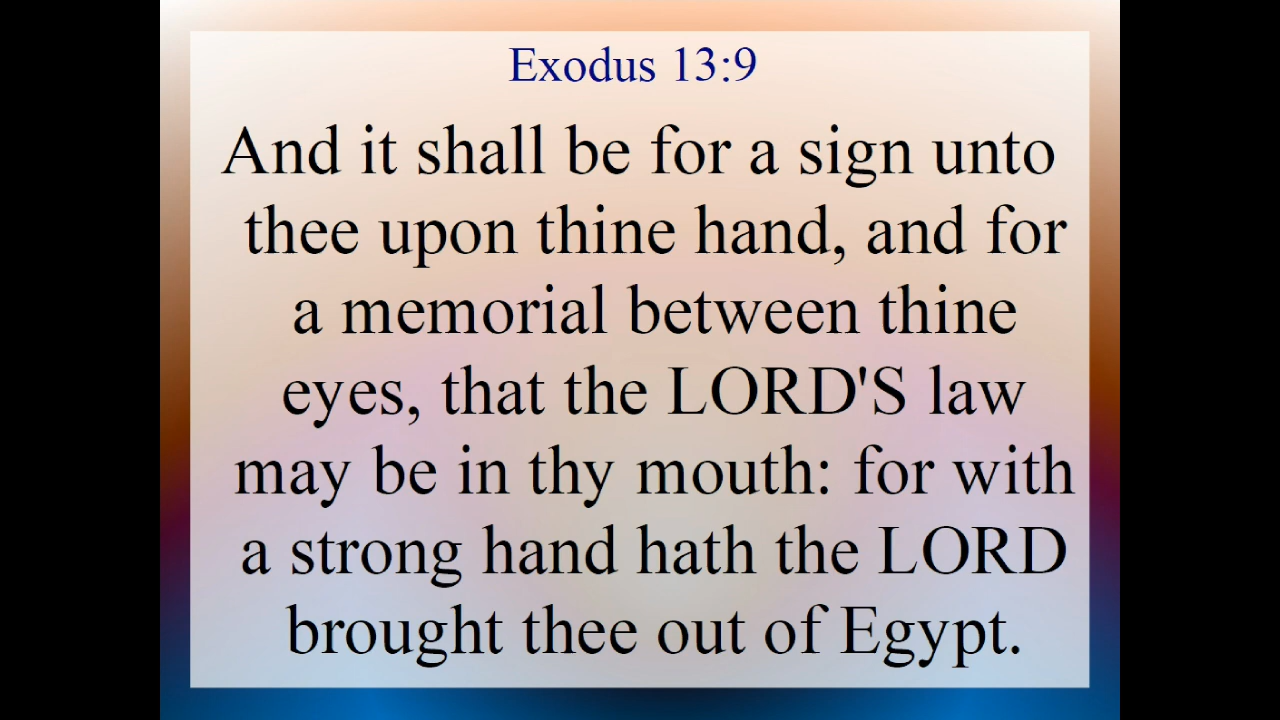 Exodus 13:9
And it shall be for a sign unto
thee upon thine hand, and for
a memorial between thine
eyes, that the LORD'S law
may be in thy mouth: for with
a strong hand hath the LORD
brought thee out of Egypt.